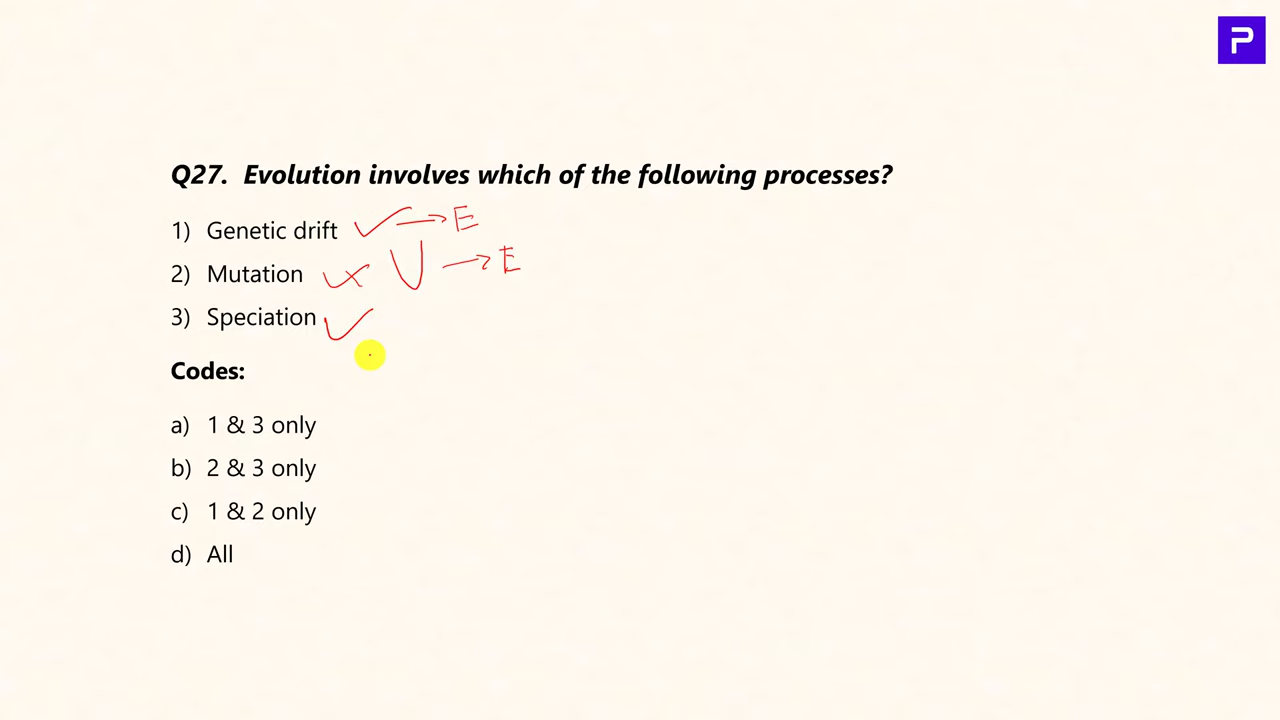 P
Q27. Evolution involves which of the following processes?
1) Genetic drift ✓ → E
2) Mutation ✓ → E
3) Speciation ✓
Codes:
a) 1 & 3 only
b) 2 & 3 only
c) 1 & 2 only
d) All